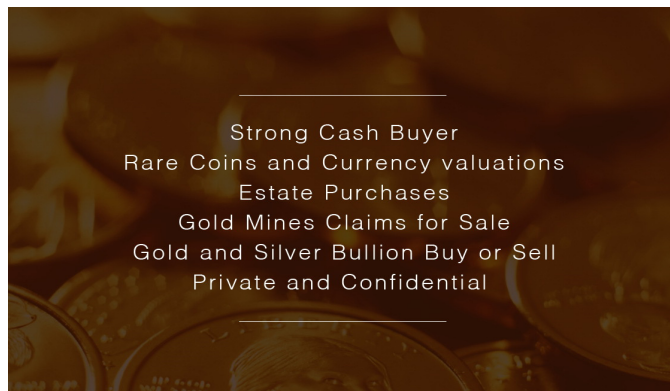 Strong Cash Buyer
Rare Coins and Currency valuations
Estate Purchases
Gold Mines Claims for Sale
Gold and Silver Bullion Buy or Sell
Private and Confidential